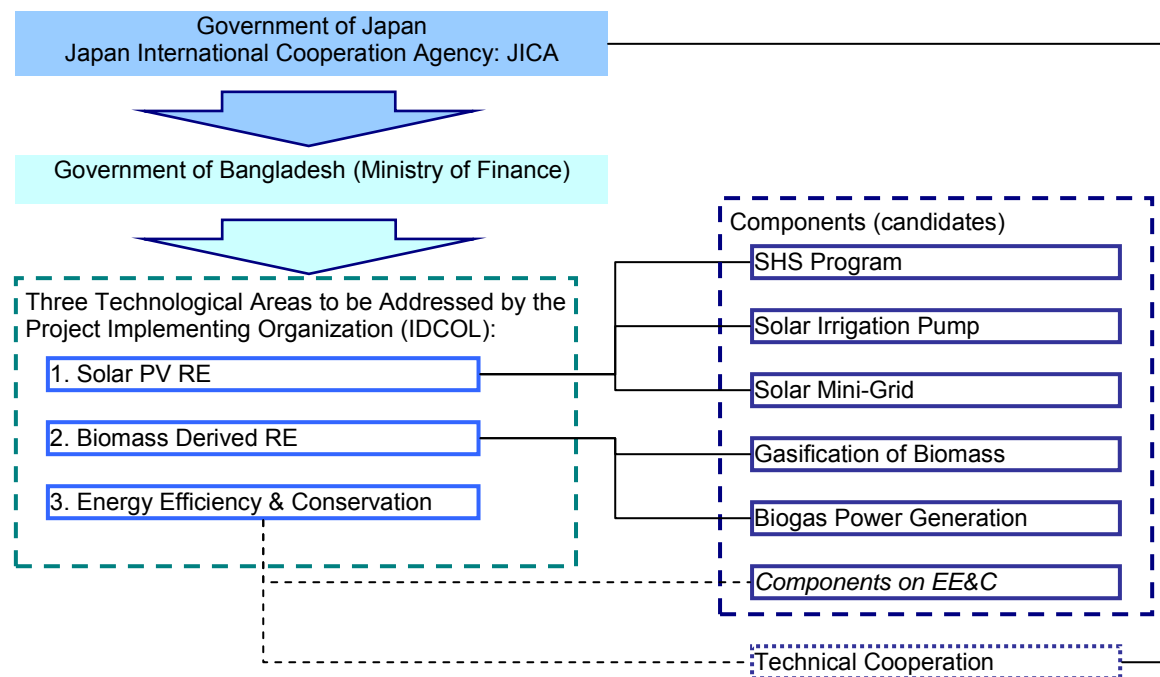 Government of Japan
Japan International Cooperation Agency: JICA
Government of Bangladesh (Ministry of Finance)
Three Technological Areas to be Addressed by the
Project Implementing Organization (IDCOL):
1. Solar PV RE
2. Biomass Derived RE
3. Energy Efficiency & Conservation
Components (candidates)
SHS Program
Solar Irrigation Pump
Solar Mini-Grid
Gasification of Biomass
Biogas Power Generation
Components on EE&C
Technical Cooperation